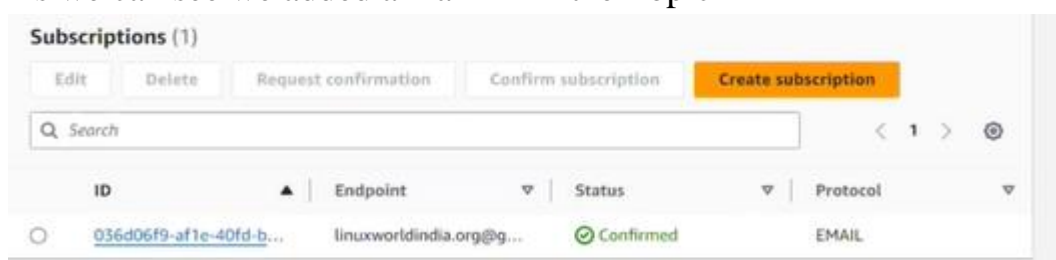 Subscriptions (1)
Edit Delete Request confirmation Confirm subscription Create subscription
Search
1
ID Endpoint Status Protocol
036d06f9-af1e-40fd-b... linuxworldindia.org@g... Confirmed EMAIL